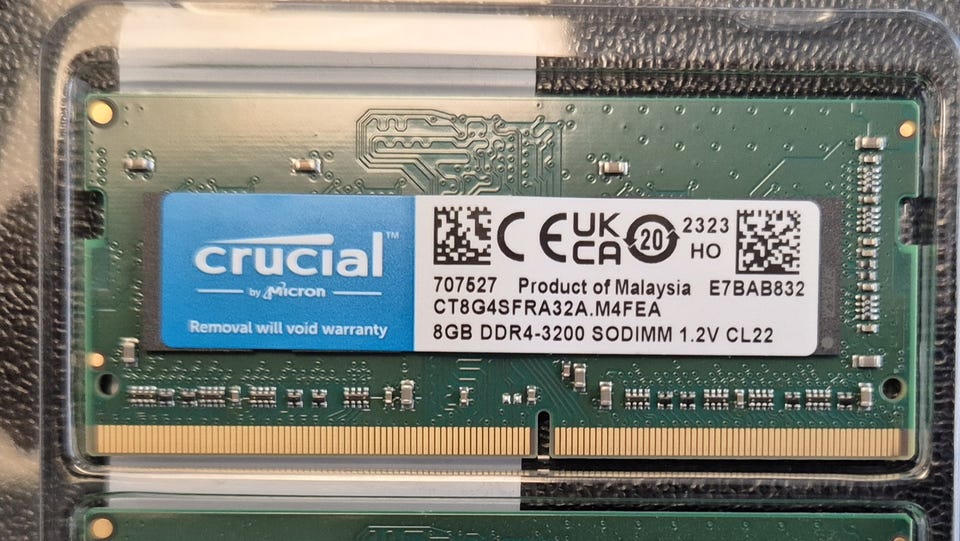 crucial™
by Micron
Removal will void warranty
CE UK CA 20 2323
HO
707527 Product of Malaysia E7BAB832
CT8G4SFRA32A.M4FEA
8GB DDR4-3200 SODIMM 1.2V CL22